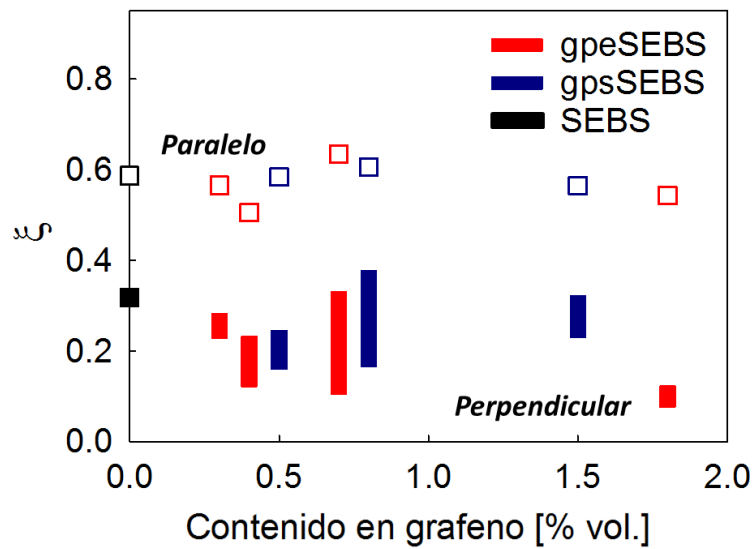 gpeSEBS
gpsSEBS
SEBS
Paralelo
Perpendicular
ξ
0.8
0.6
0.4
0.2
0.0
0.0 0.5 1.0 1.5 2.0
Contenido en grafeno [% vol.]